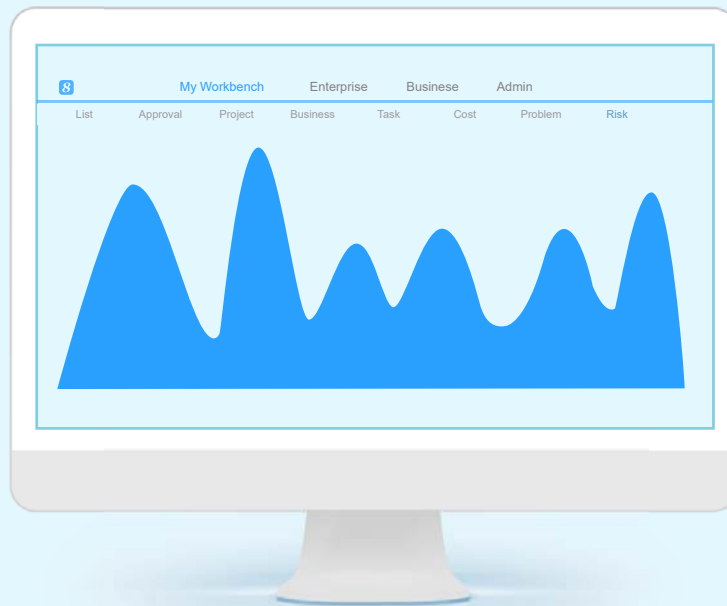 8
My Workbench Enterprise Businese Admin
List Approval Project Business Task Cost Problem Risk